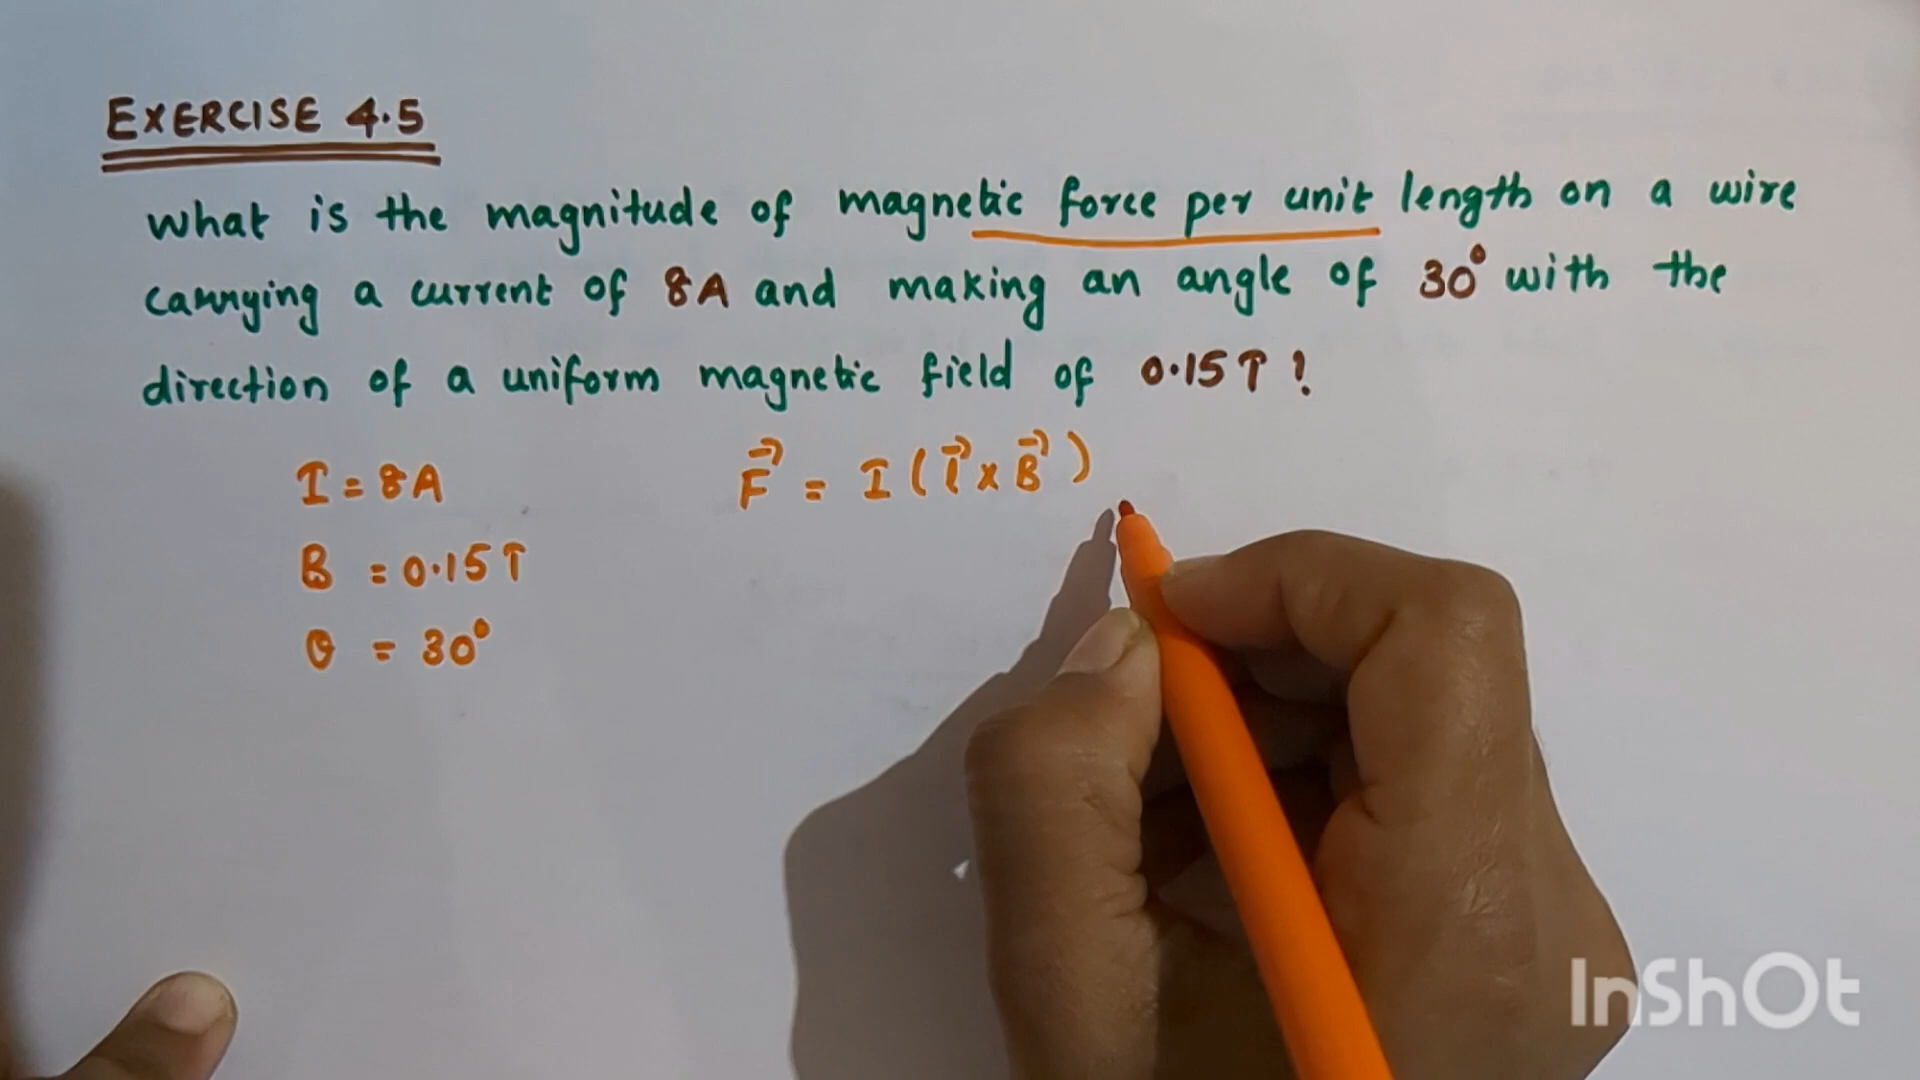 EXERCISE 4.5
What is the magnitude of magnetic force per unit length on a wire
carrying a current of 8A and making an angle of 30° with the
direction of a uniform magnetic field of 0.15T?
I = 8A
B = 0.15T
θ = 30°
F⃗ = I (l⃗ × B⃗)
InShOt